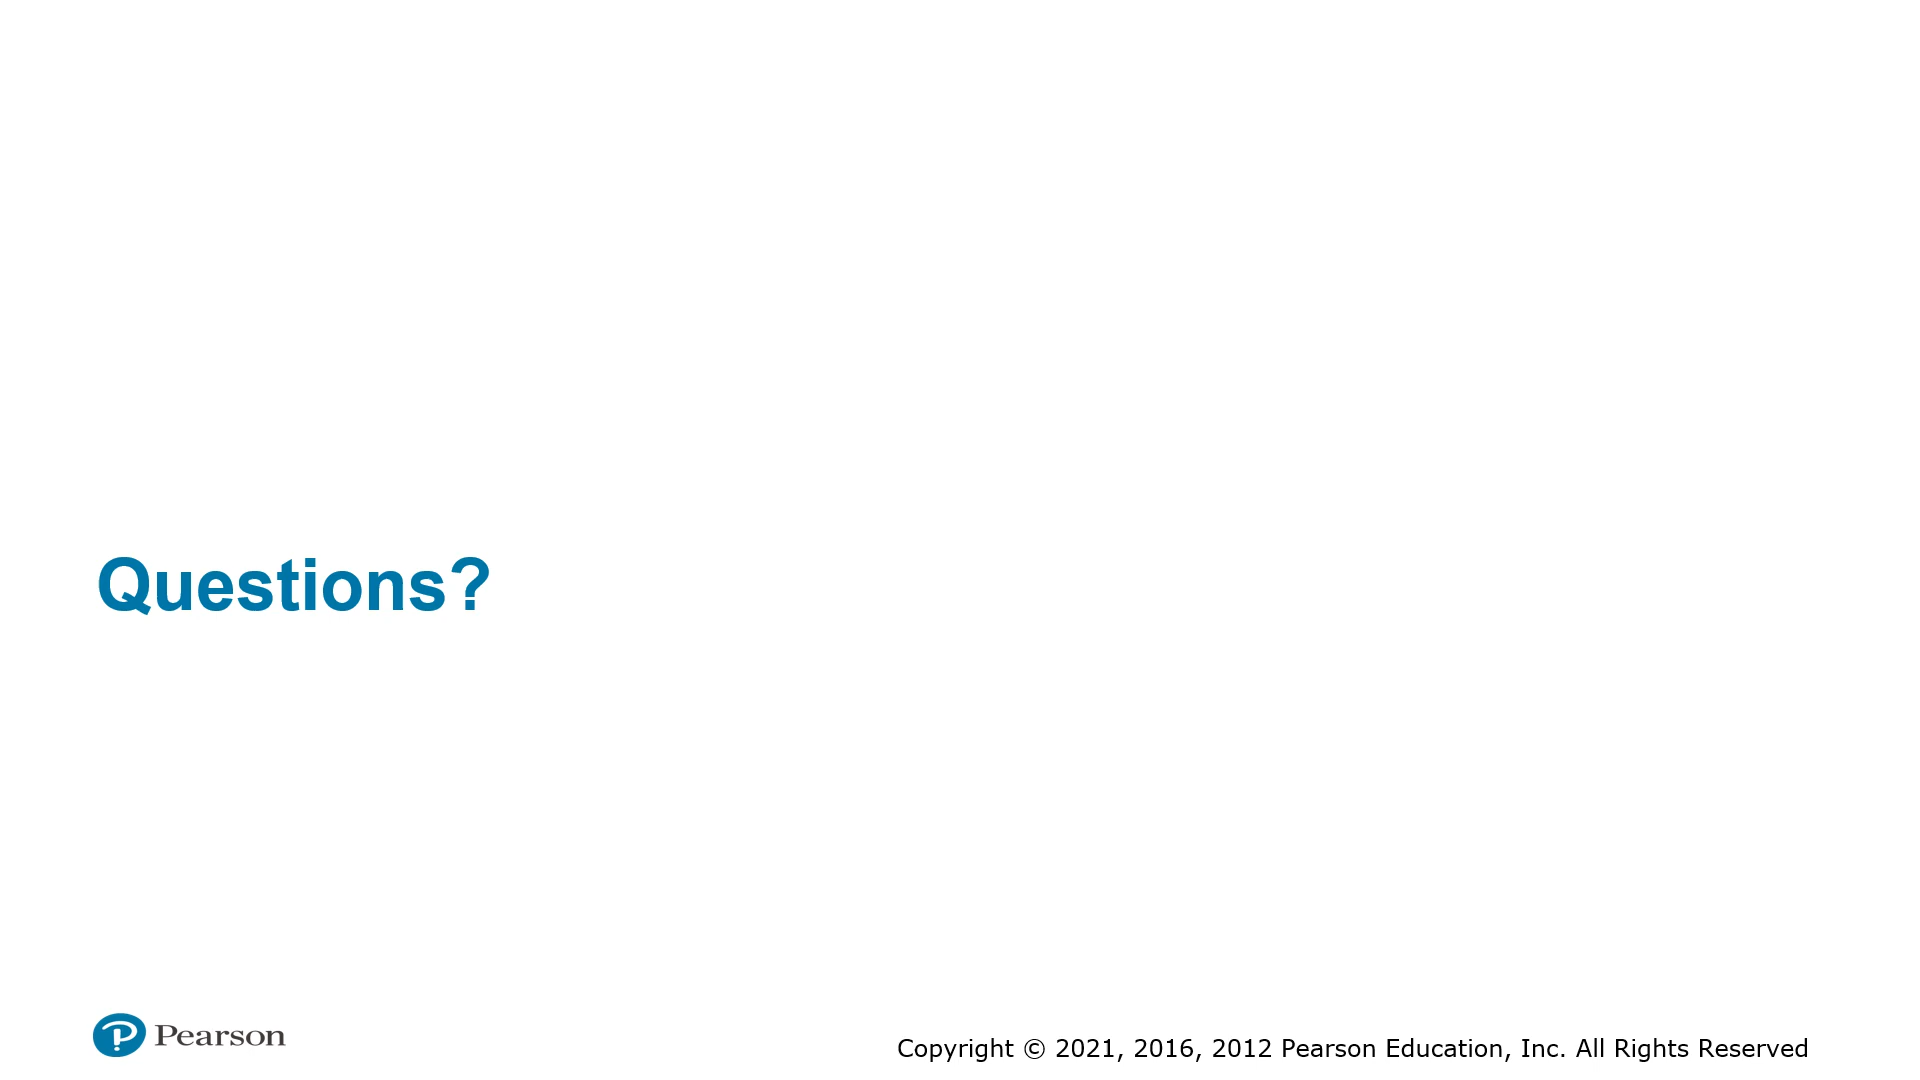 Questions?
Pearson
Copyright © 2021, 2016, 2012 Pearson Education, Inc. All Rights Reserved